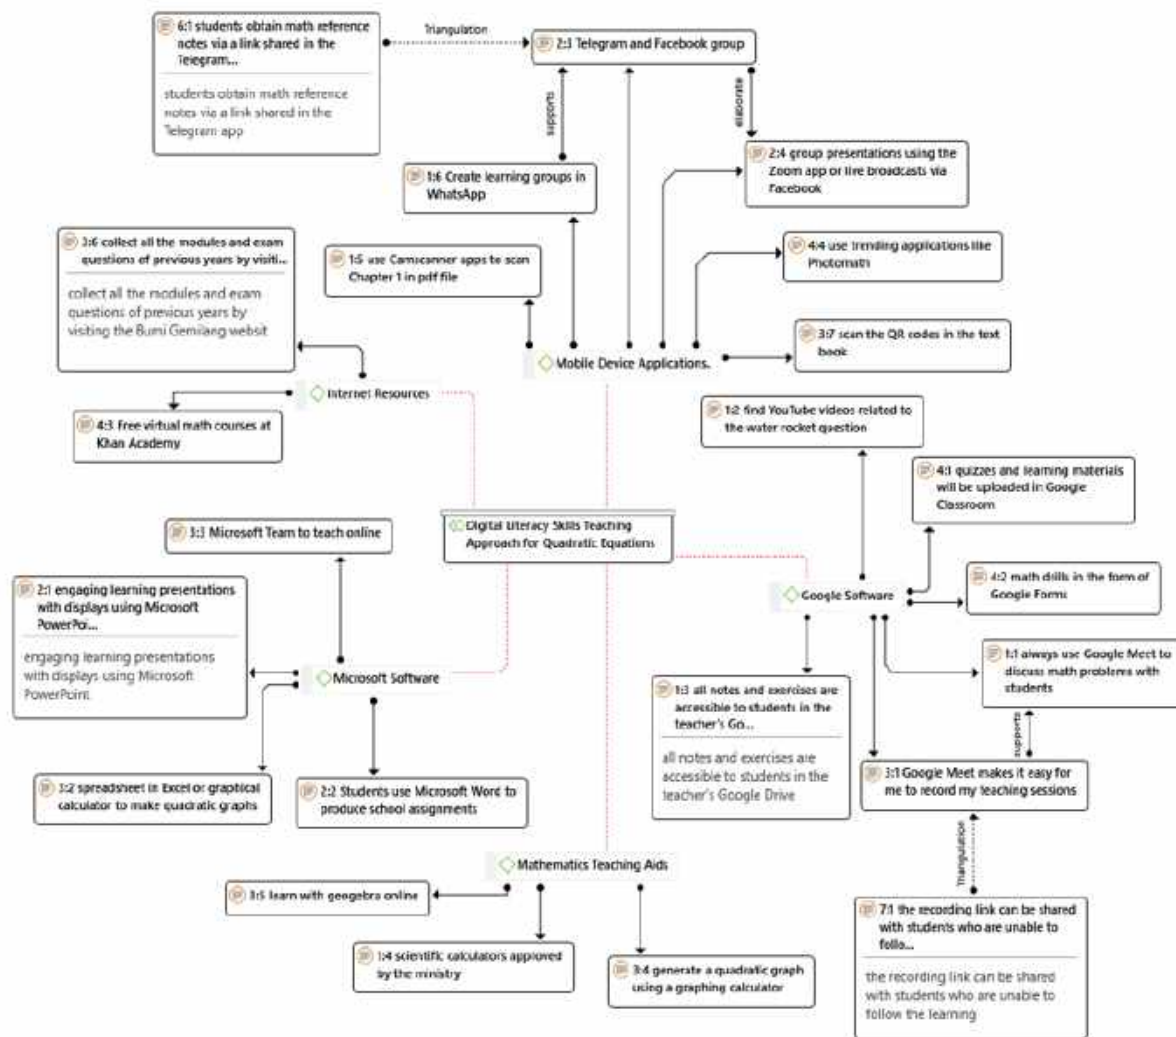 6:1 students obtain math reference
notes via a link shared in the
Telegram...
students obtain math reference
notes via a link shared in the
Telegram app
Triangulation
2:3 Telegram and Facebook group
supports
elaborate
2:4 group presentations using the
Zoom app or live broadcasts via
Facebook
1:6 Create learning groups in
WhatsApp
3:6 collect all the modules and exam
questions of previous years by visiti...
collect all the modules and exam
questions of previous years by
visiting the Bumi Gemilang websit
1:5 use Camscanner apps to scan
Chapter 1 in pdf file
4:4 use trending applications like
Photomath
3:7 scan the QR codes in the text
book
Mobile Device Applications.
Internet Resources
4:3 Free virtual math courses at
Khan Academy
1:2 find YouTube videos related to
the water rocket question
4:1 quizzes and learning materials
will be uploaded in Google
Classroom
3:3 Microsoft Team to teach online
Digital Literacy Skills Teaching
Approach for Quadratic Equations
4:2 math drills in the form of
Google Forms
Google Software
2:1 engaging learning presentations
with displays using Microsoft
PowerPoi...
engaging learning presentations
with displays using Microsoft
PowerPoint
Microsoft Software
1:1 always use Google Meet to
discuss math problems with
students
1:3 all notes and exercises are
accessible to students in the
teacher's Go...
all notes and exercises are
accessible to students in the
teacher's Google Drive
supports
3:1 Google Meet makes it easy for
me to record my teaching sessions
3:2 spreadsheet in Excel or graphical
calculator to make quadratic graphs
2:2 Students use Microsoft Word to
produce school assignments
Triangulation
Mathematics Teaching Aids
3:5 learn with geogebra online
1:4 scientific calculators approved
by the ministry
3:4 generate a quadratic graph
using a graphing calculator
7:1 the recording link can be shared
with students who are unable to
follo...
the recording link can be shared
with students who are unable to
follow the learning